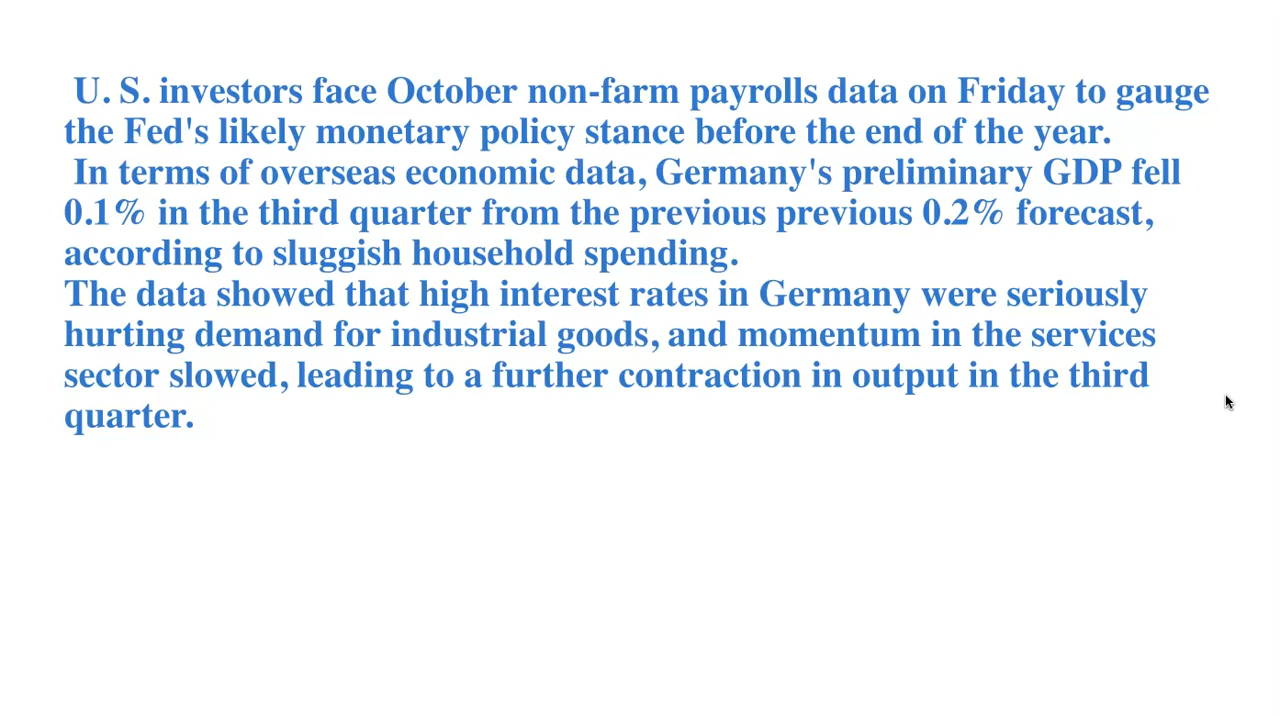 U. S. investors face October non-farm payrolls data on Friday to gauge
the Fed's likely monetary policy stance before the end of the year.
In terms of overseas economic data, Germany's preliminary GDP fell
0.1% in the third quarter from the previous previous 0.2% forecast,
according to sluggish household spending.
The data showed that high interest rates in Germany were seriously
hurting demand for industrial goods, and momentum in the services
sector slowed, leading to a further contraction in output in the third
quarter.